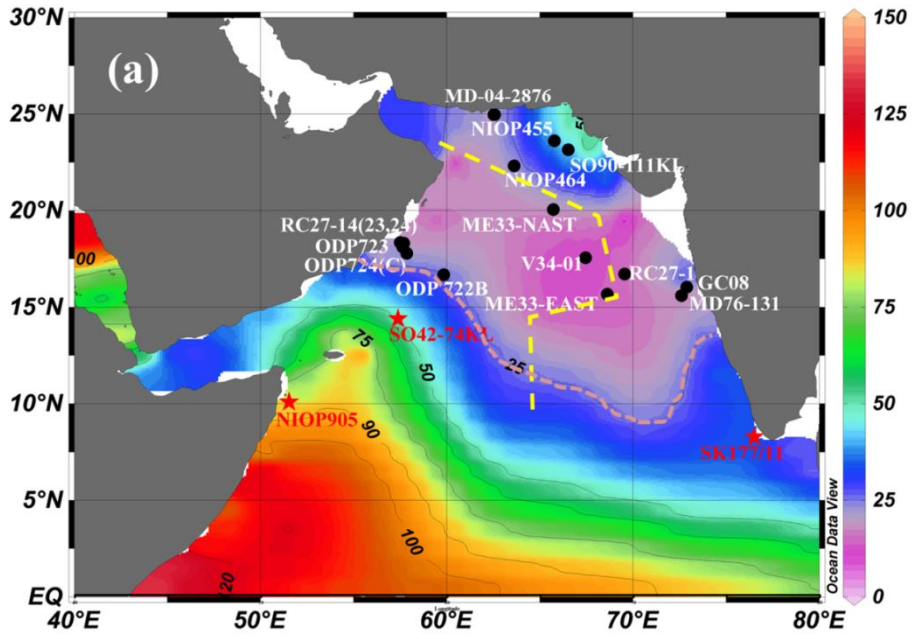 (a)
30°N
25°N
20°N
15°N
10°N
5°N
EQ
40°E
50°E
60°E
70°E
80°E
Longitude
MD-04-2876
NIOP455
SO90-111KL
NIOP464
ME33-NAST
RC27-14(23,24)
ODP723
ODP724(C)
ODP 722B
V34-01
RC27-1
GC08
ME33-EAST
MD76-131
SO42-74KL
NIOP905
SK177/11
00
75
50
25
90
100
120
Ocean Data View
150
125
100
75
50
25
0